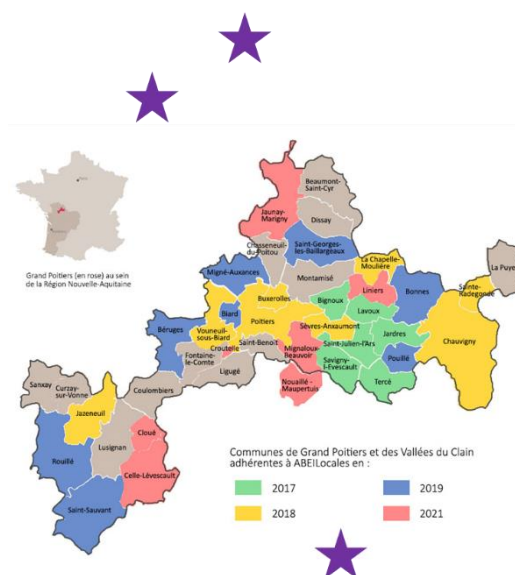 Beaumont-
Saint-Cyr
Jaunay-
Marigny
Dissay
Saint-Georges-
les-Baillargeaux
Chasseneuil-
du-Poitou
La Chapelle-
Moulière
La Puye
Montamisé
Migné-Auxances
Liniers
Bonnes
Sainte-
Radegonde
Buxerolles
Bignoux
Lavoux
Biard
Béruges
Poitiers
Sèvres-Anxaumont
Jardres
Chauvigny
Vouneuil-
sous-Biard
Croutelle
Saint-Benoit
Mignaloux-
Beauvoir
Saint-Julien-l'Ars
Pouillé
Fontaine-
le-Comte
Savigny-
l-Evescault
Ligugé
Tercé
Nouaillé-
Maupertuis
Sanxay
Curzay-
sur-Vonne
Coulombiers
Jazeneuil
Cloué
Lusignan
Rouillé
Celle-Lévescault
Saint-Sauvant
Grand Poitiers (en rose) au sein
de la Région Nouvelle-Aquitaine
Communes de Grand Poitiers et des Vallées du Clain
adhérentes à ABEILocales en :
2017
2019
2018
2021